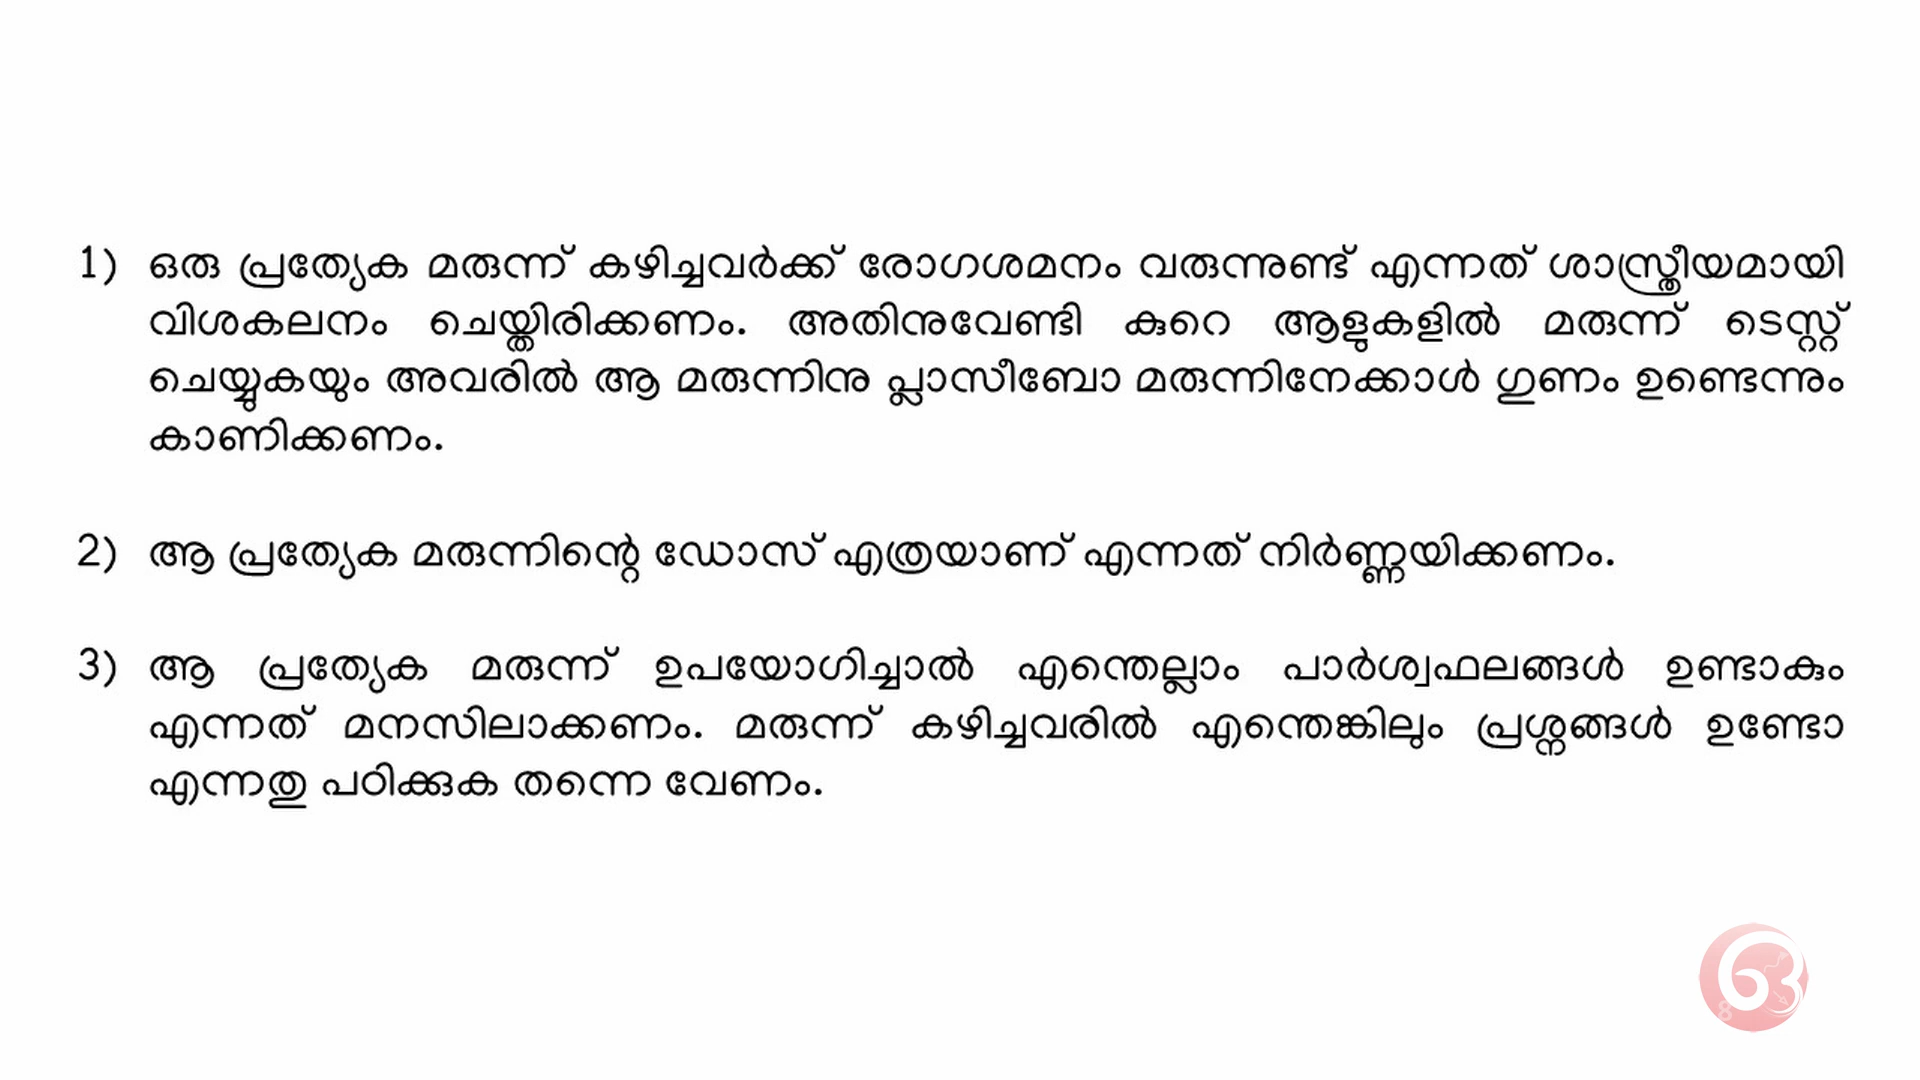 1) ഒരു പ്രത്യേക മരുന്ന് കഴിച്ചവർക്ക് രോഗശമനം വരുന്നുണ്ട് എന്നത് ശാസ്ത്രീയമായി
വിശകലനം ചെയ്തിരിക്കണം. അതിനുവേണ്ടി കുറെ ആളുകളിൽ മരുന്ന് ടെസ്റ്റ്
ചെയ്യുകയും അവരിൽ ആ മരുന്നിനു പ്ലാസീബോ മരുന്നിനേക്കാൾ ഗുണം ഉണ്ടെന്നും
കാണിക്കണം.
2) ആ പ്രത്യേക മരുന്നിന്റെ ഡോസ് എത്രയാണ് എന്നത് നിർണ്ണയിക്കണം.
3) ആ പ്രത്യേക മരുന്ന് ഉപയോഗിച്ചാൽ എന്തെല്ലാം പാർശ്വഫലങ്ങൾ ഉണ്ടാകും
എന്നത് മനസിലാക്കണം. മരുന്ന് കഴിച്ചവരിൽ എന്തെങ്കിലും പ്രശ്നങ്ങൾ ഉണ്ടോ
എന്നതു പഠിക്കുക തന്നെ വേണം.